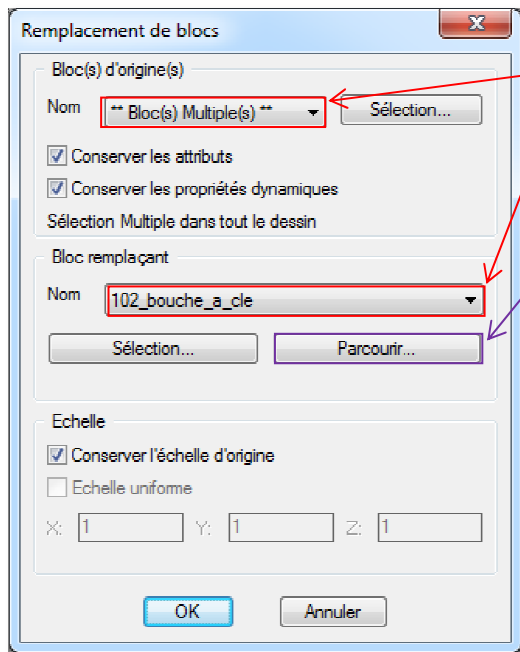 Remplacement de blocs
Bloc(s) d'origine(s)
Nom ** Bloc(s) Multiple(s) ** Sélection...
Conserver les attributs
Conserver les propriétés dynamiques
Sélection Multiple dans tout le dessin
Bloc remplaçant
Nom 102_bouche_a_cle
Sélection... Parcourir...
Echelle
Conserver l'échelle d'origine
Echelle uniforme
X: 1 Y: 1 Z: 1
OK Annuler